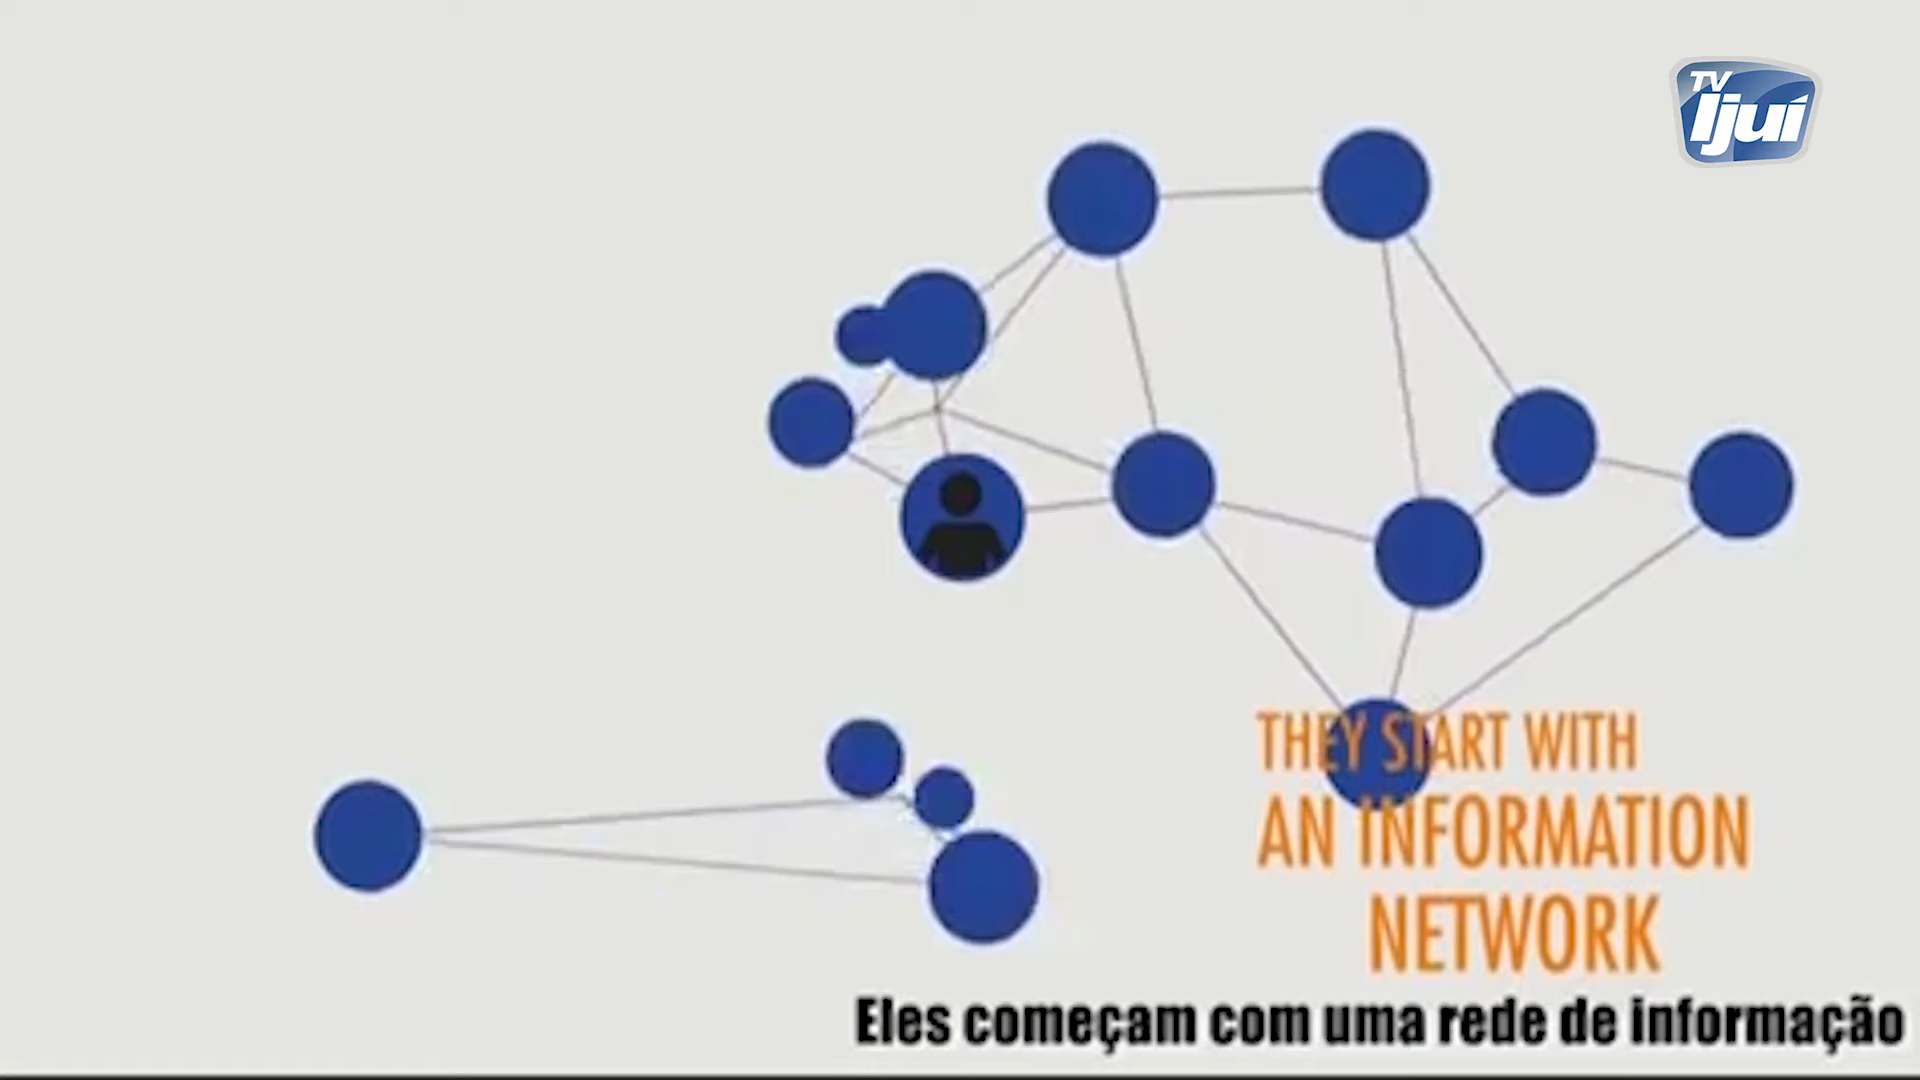 TV
Ijuí
THEY START WITH
AN INFORMATION
NETWORK
Eles começam com uma rede de informação